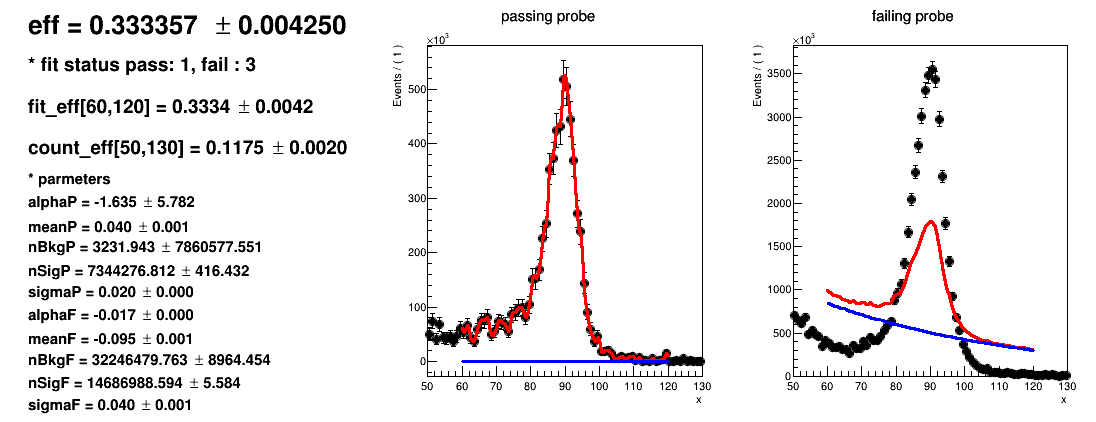 eff = 0.333357 ± 0.004250
* fit status pass: 1, fail : 3
fit_eff[60,120] = 0.3334 ± 0.0042
count_eff[50,130] = 0.1175 ± 0.0020
* parmeters
alphaP = -1.635 ± 5.782
meanP = 0.040 ± 0.001
nBkgP = 3231.943 ± 7860577.551
nSigP = 7344276.812 ± 416.432
sigmaP = 0.020 ± 0.000
alphaF = -0.017 ± 0.000
meanF = -0.095 ± 0.001
nBkgF = 32246479.763 ± 8964.454
nSigF = 14686988.594 ± 5.584
sigmaF = 0.040 ± 0.001
passing probe
×10³
Events / ( 1 )
500
400
300
200
100
0
50 60 70 80 90 100 110 120 130
x
failing probe
×10³
Events / ( 1 )
3500
3000
2500
2000
1500
1000
500
0
50 60 70 80 90 100 110 120 130
x